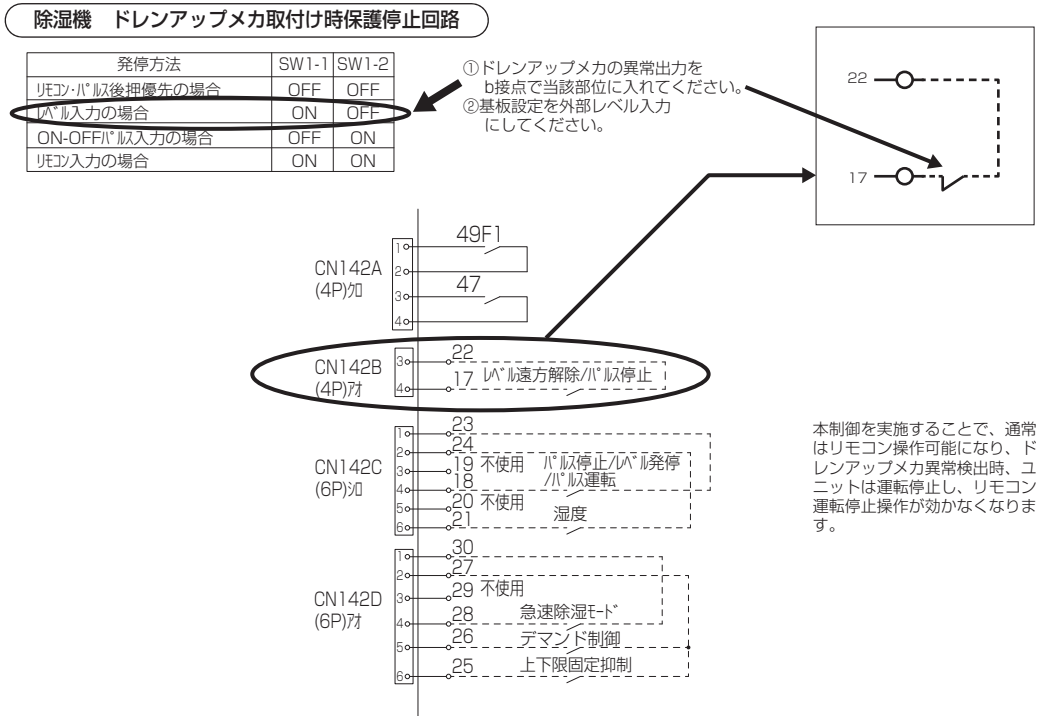 除湿機 ドレンアップメカ取付け時保護停止回路
発停方法 SW1-1 SW1-2
ﾘﾓｺﾝ･ﾊﾟﾙｽ後押優先の場合 OFF OFF
ﾚﾍﾞﾙ入力の場合 ON OFF
ON-OFFﾊﾟﾙｽ入力の場合 OFF ON
ﾘﾓｺﾝ入力の場合 ON ON
①ドレンアップメカの異常出力を
b接点で当該部位に入れてください。
②基板設定を外部レベル入力
にしてください。
22
17
CN142A
(4P)ｸﾛ
1
2
3
4
49F1
47
CN142B
(4P)ｱｵ
3
4
22
17 ﾚﾍﾞﾙ遠方解除/ﾊﾟﾙｽ停止
CN142C
(6P)ｼﾛ
1
2
3
4
5
6
23
24
19 不使用 ﾊﾟﾙｽ停止/ﾚﾍﾞﾙ発停
18 /ﾊﾟﾙｽ運転
20 不使用
21 湿度
CN142D
(6P)ｱｵ
1
2
3
4
5
6
30
27
29 不使用
28 急速除湿ﾓｰﾄﾞ
26 デマンド制御
25 上下限固定抑制
本制御を実施することで、通常
はリモコン操作可能になり、ド
レンアップメカ異常検出時、ユ
ニットは運転停止し、リモコン
運転停止操作が効かなくなりま
す。